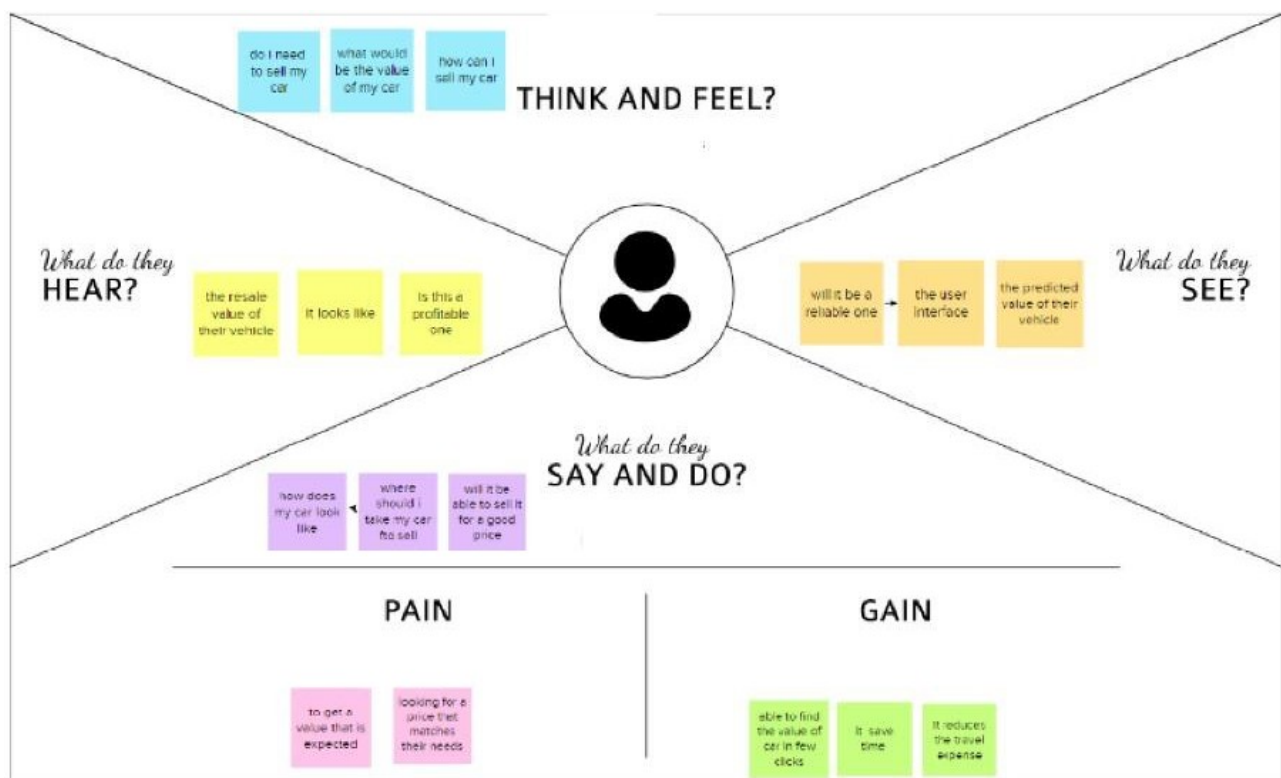 do i need
to sell my
car
what would
be the value
of my car
how can i
sell my car
THINK AND FEEL?
What do they
HEAR?
the resale
value of
their vehicle
it looks like
is this a
profitable
one
will it be a
reliable one
the user
interface
the predicted
value of their
vehicle
What do they
SEE?
What do they
SAY AND DO?
how does
my car look
like
where
should i
take my car
fto sell
will it be
able to sell it
for a good
price
PAIN
to get a
value that is
expected
looking for a
price that
matches
their needs
GAIN
able to find
the value of
car in few
clicks
it save
time
it reduces
the travel
expense